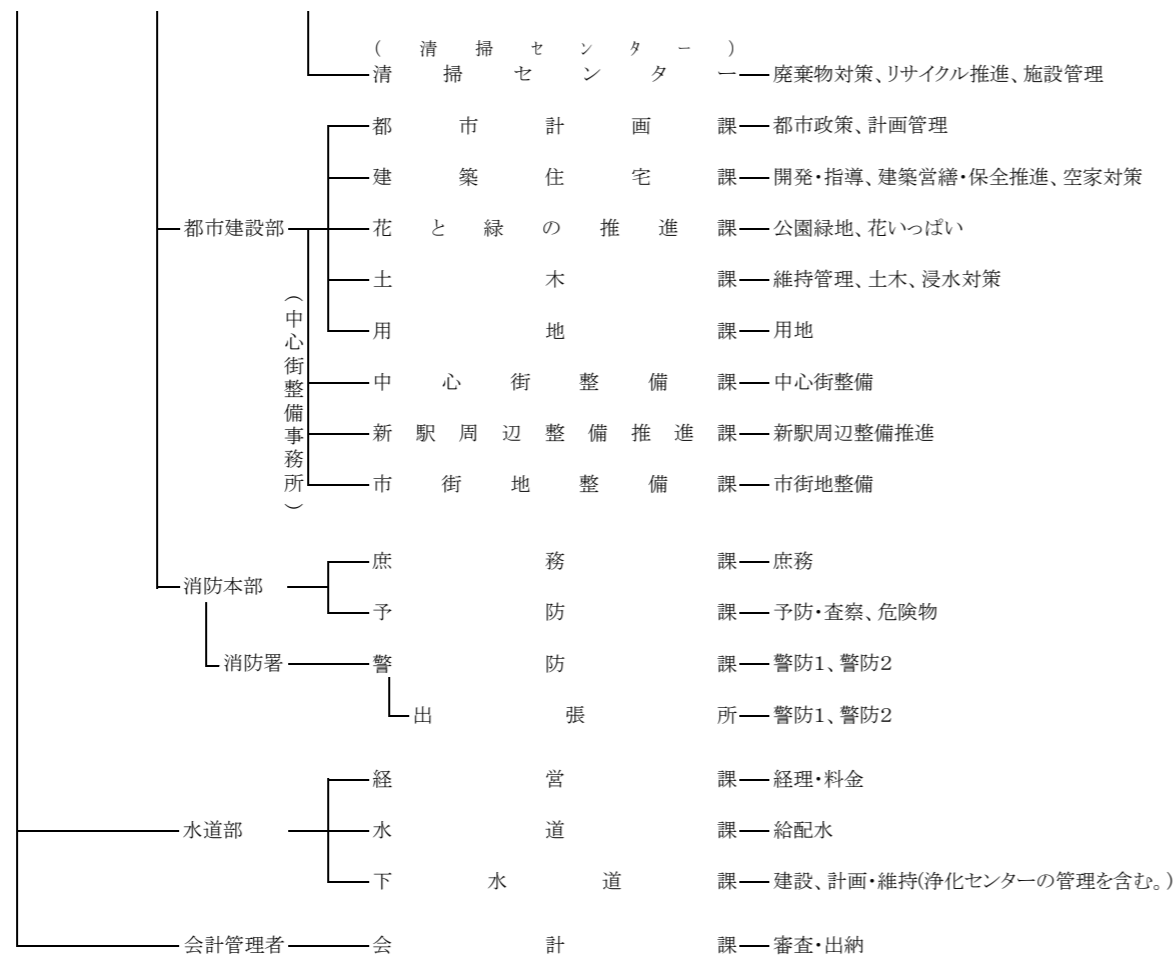 (清掃センター)
清掃センター 廃棄物対策、リサイクル推進、施設管理
都市計画課 都市政策、計画管理
建築住宅課 開発・指導、建築営繕・保全推進、空家対策
都市建設部 花と緑の推進課 公園緑地、花いっぱい
土木課 維持管理、土木、浸水対策
用地課 用地
(中心街整備事務所)
中心街整備課 中心街整備
新駅周辺整備推進課 新駅周辺整備推進
市街地整備課 市街地整備
庶務課 庶務
消防本部
予防課 予防・査察、危険物
消防署 警防課 警防1、警防2
出張所 警防1、警防2
経営課 経理・料金
水道部 水道課 給配水
下水道課 建設、計画・維持(浄化センターの管理を含む。)
会計管理者 会計課 審査・出納